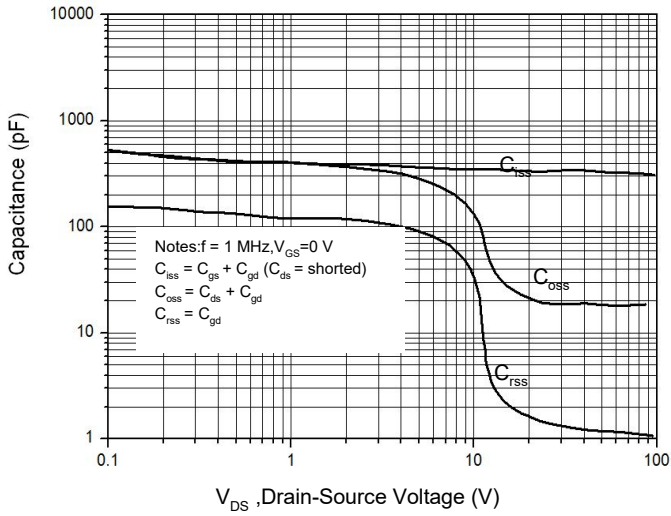 10000
1000
100
10
1
Capacitance (pF)
C_iss
Notes:f = 1 MHz,V_GS=0 V
C_iss = C_gs + C_gd (C_ds = shorted)
C_oss = C_ds + C_gd
C_rss = C_gd
C_oss
C_rss
0.1 1 10 100
V_DS ,Drain-Source Voltage (V)